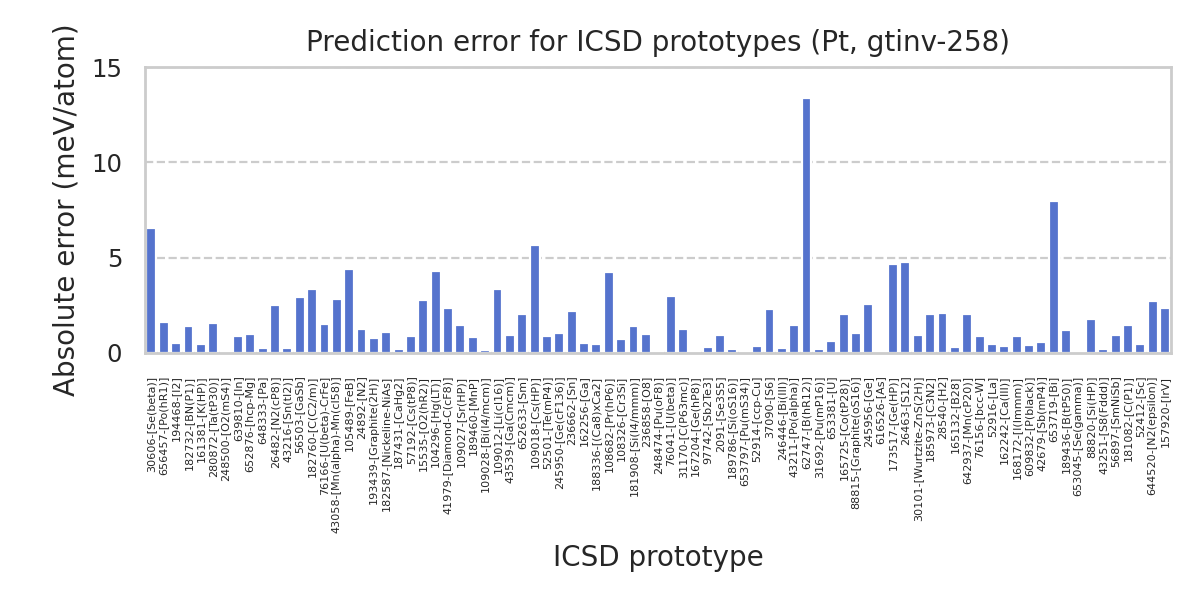 Prediction error for ICSD prototypes (Pt, gtinv-258)
Absolute error (meV/atom)
15
10
5
0
30606-[Se(beta)]
656457-[Po(hR1)]
194468-[I2]
182732-[BN(P1)]
161381-[K(HP)]
280872-[Ta(tP30)]
248500-[O2(mS4)]
639810-[In]
652876-[hcp-Mg]
648333-[Pa]
26482-[N2(cP8)]
43216-[Sn(tI2)]
56503-[GaSb]
182760-[C(C2/m)]
76166-[U(beta)-CrFe]
43058-[Mn(alpha)-Mn(cI58)]
105489-[FeB]
24892-[N2]
193439-[Graphite(2H)]
182587-[Nickeline-NiAs]
187431-[CaHg2]
57192-[Cs(tP8)]
15535-[O2(hR2)]
104296-[Hg(LT)]
41979-[Diamond-C(cF8)]
109027-[Sr(HP)]
189460-[MnP]
109028-[Bi(I4/mcm)]
109012-[Li(cI16)]
43539-[Ga(Cmcm)]
652633-[Sm]
109018-[Cs(HP)]
52501-[Te(mP4)]
245950-[Ge(cF136)]
236662-[Sn]
162256-[Ga]
188336-[(Ca8)xCa2]
108682-[Pr(hP6)]
108326-[Cr3Si]
181908-[Si(I4/mmm)]
236858-[O8]
248474-[Pu(oF8)]
76041-[U(beta)]
31170-[C(P63mc)]
167204-[Ge(hP8)]
97742-[Sb2Te3]
2091-[Se3S5]
189786-[Si(oS16)]
653797-[Pu(mS34)]
52914-[ccp-Cu]
37090-[S6]
246446-[Bi(III)]
43211-[Po(alpha)]
62747-[B(hR12)]
31692-[Pu(mP16)]
653381-[U]
165725-[Co(tP28)]
88815-[Graphite(oS16)]
245956-[Ge]
616526-[As]
173517-[Ge(HP)]
26463-[S12]
30101-[Wurtzite-ZnS(2H)]
185973-[C3N2]
28540-[H2]
165132-[B28]
642937-[Mn(cP20)]
76156-[bcc-W]
52916-[La]
162242-[Ca(III)]
168172-[I(Immm)]
609832-[P(black)]
42679-[Sb(mP4)]
653719-[Bi]
189436-[B(tP50)]
653045-[Se(gamma)]
88820-[Si(HP)]
43251-[S8(Fddd)]
56897-[SmNiSb]
181082-[C(P1)]
52412-[Sc]
644520-[N2(epsilon)]
157920-[IrV]
ICSD prototype